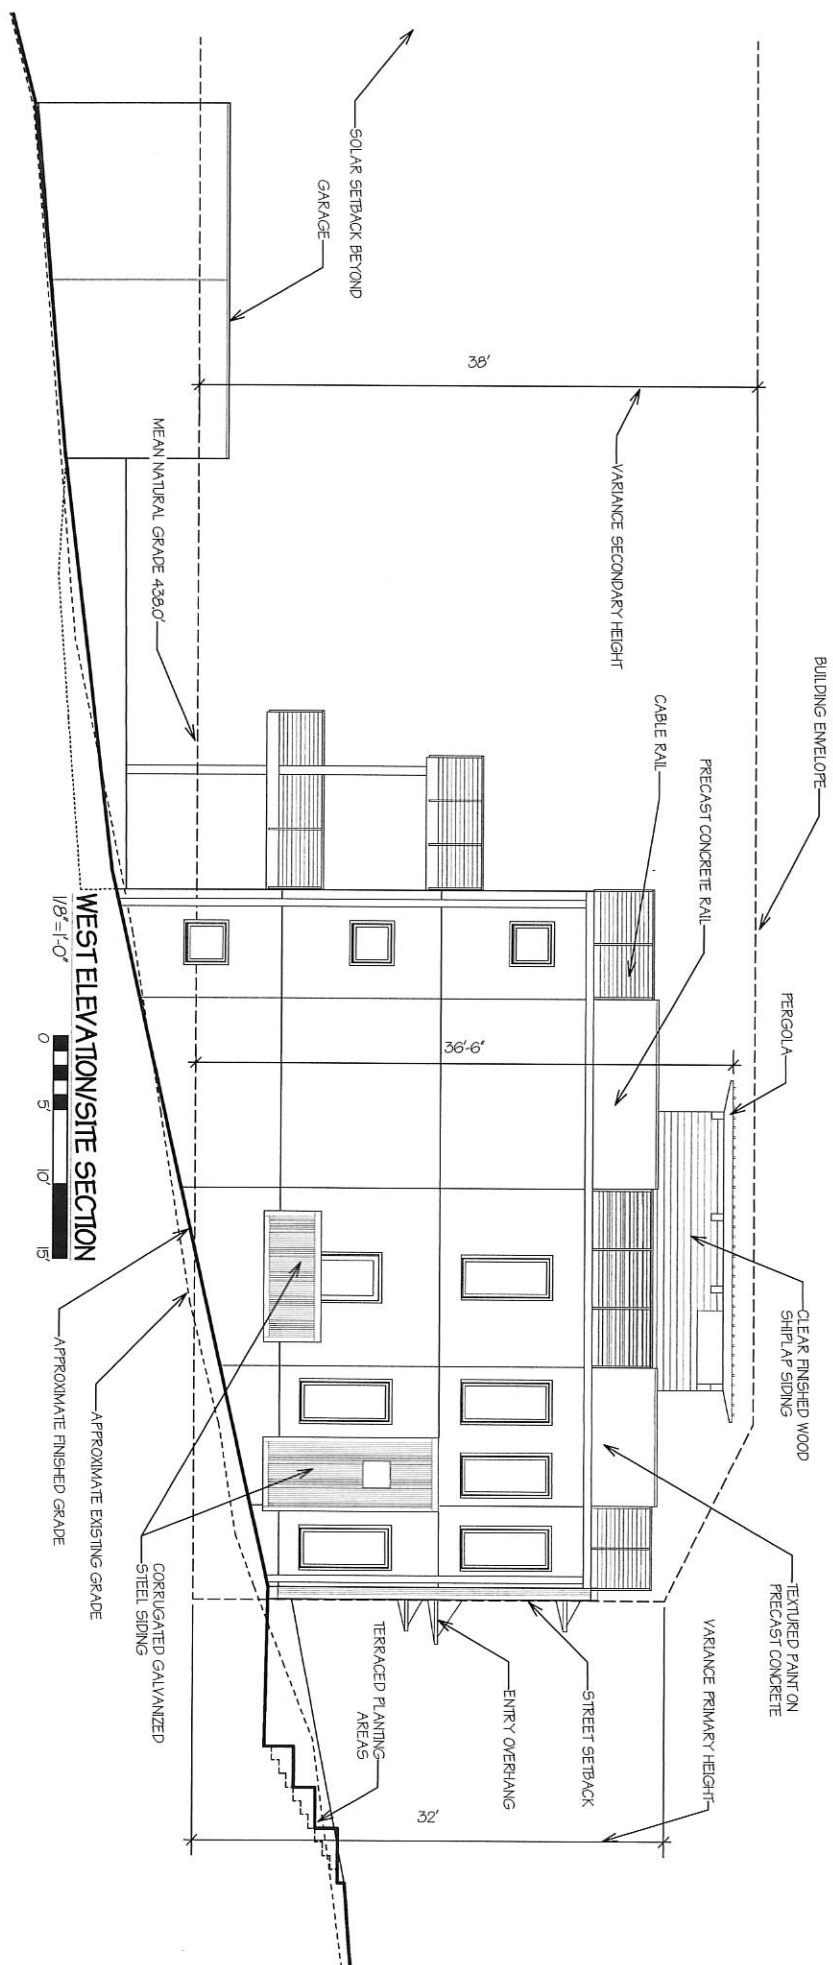 BUILDING ENVELOPE
PERGOLA
CLEAR FINISHED WOOD
SHIPLAP SIDING
TEXTURED PAINT ON
PRECAST CONCRETE
VARIANCE PRIMARY HEIGHT
PRECAST CONCRETE RAIL
CABLE RAIL
VARIANCE SECONDARY HEIGHT
SOLAR SETBACK BEYOND
GARAGE
38'
36'-6"
32'
STREET SETBACK
ENTRY OVERHANG
TERRACED PLANTING
AREAS
MEAN NATURAL GRADE 438.0'
CORRUGATED GALVANIZED
STEEL SIDING
APPROXIMATE EXISTING GRADE
APPROXIMATE FINISHED GRADE
WEST ELEVATION/SITE SECTION
1/8"=1'-0"
0 5' 10' 15'